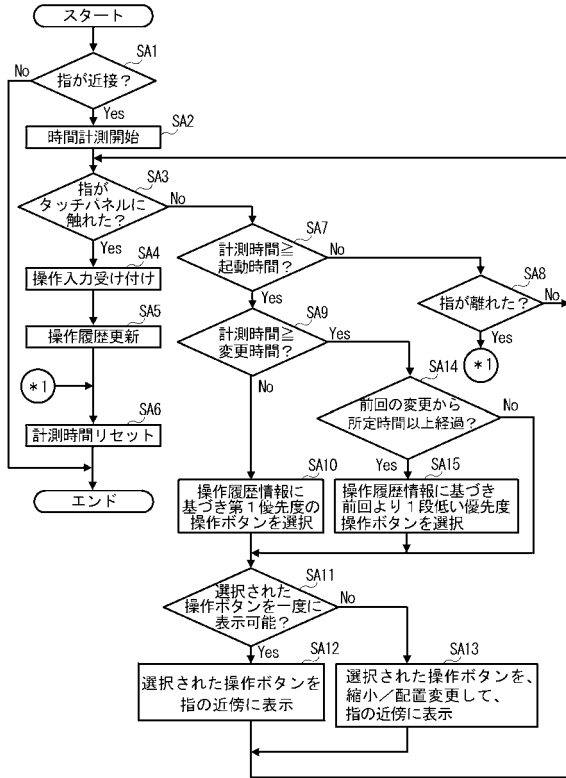 スタート
SA1
指が近接？
No
Yes
SA2
時間計測開始
SA3
指が
タッチパネルに
触れた？
No
Yes
SA4
操作入力受け付け
SA5
操作履歴更新
＊1
SA6
計測時間リセット
エンド
SA7
計測時間≧
起動時間？
No
Yes
SA8
指が離れた？
No
Yes
＊1
SA9
計測時間≧
変更時間？
Yes
No
SA14
前回の変更から
所定時間以上経過？
No
Yes
SA10
操作履歴情報に
基づき第1優先度の
操作ボタンを選択
SA15
操作履歴情報に基づき
前回より1段低い優先度
操作ボタンを選択
SA11
選択された
操作ボタンを一度に
表示可能？
No
Yes
SA12
選択された操作ボタンを
指の近傍に表示
SA13
選択された操作ボタンを、
縮小／配置変更して、
指の近傍に表示